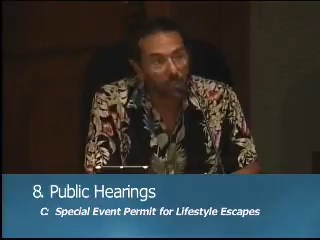 8. Public Hearings
C: Special Event Permit for Lifestyle Escapes